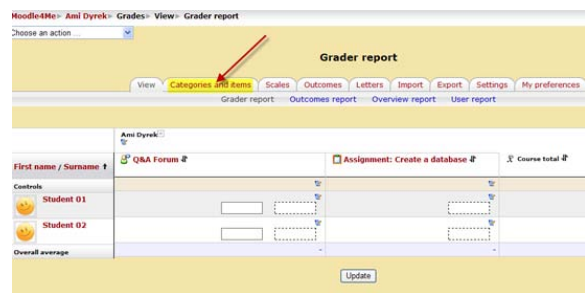 Moodle4Me ► Ami Dyrek ► Grades ► View ► Grader report
Choose an action ...
Grader report
View Categories and items Scales Outcomes Letters Import Export Settings My preferences
Grader report Outcomes report Overview report User report
Ami Dyrek
First name / Surname ↑ Q&A Forum Assignment: Create a database x̄ Course total
Controls
Student 01
Student 02
Overall average - -
Update